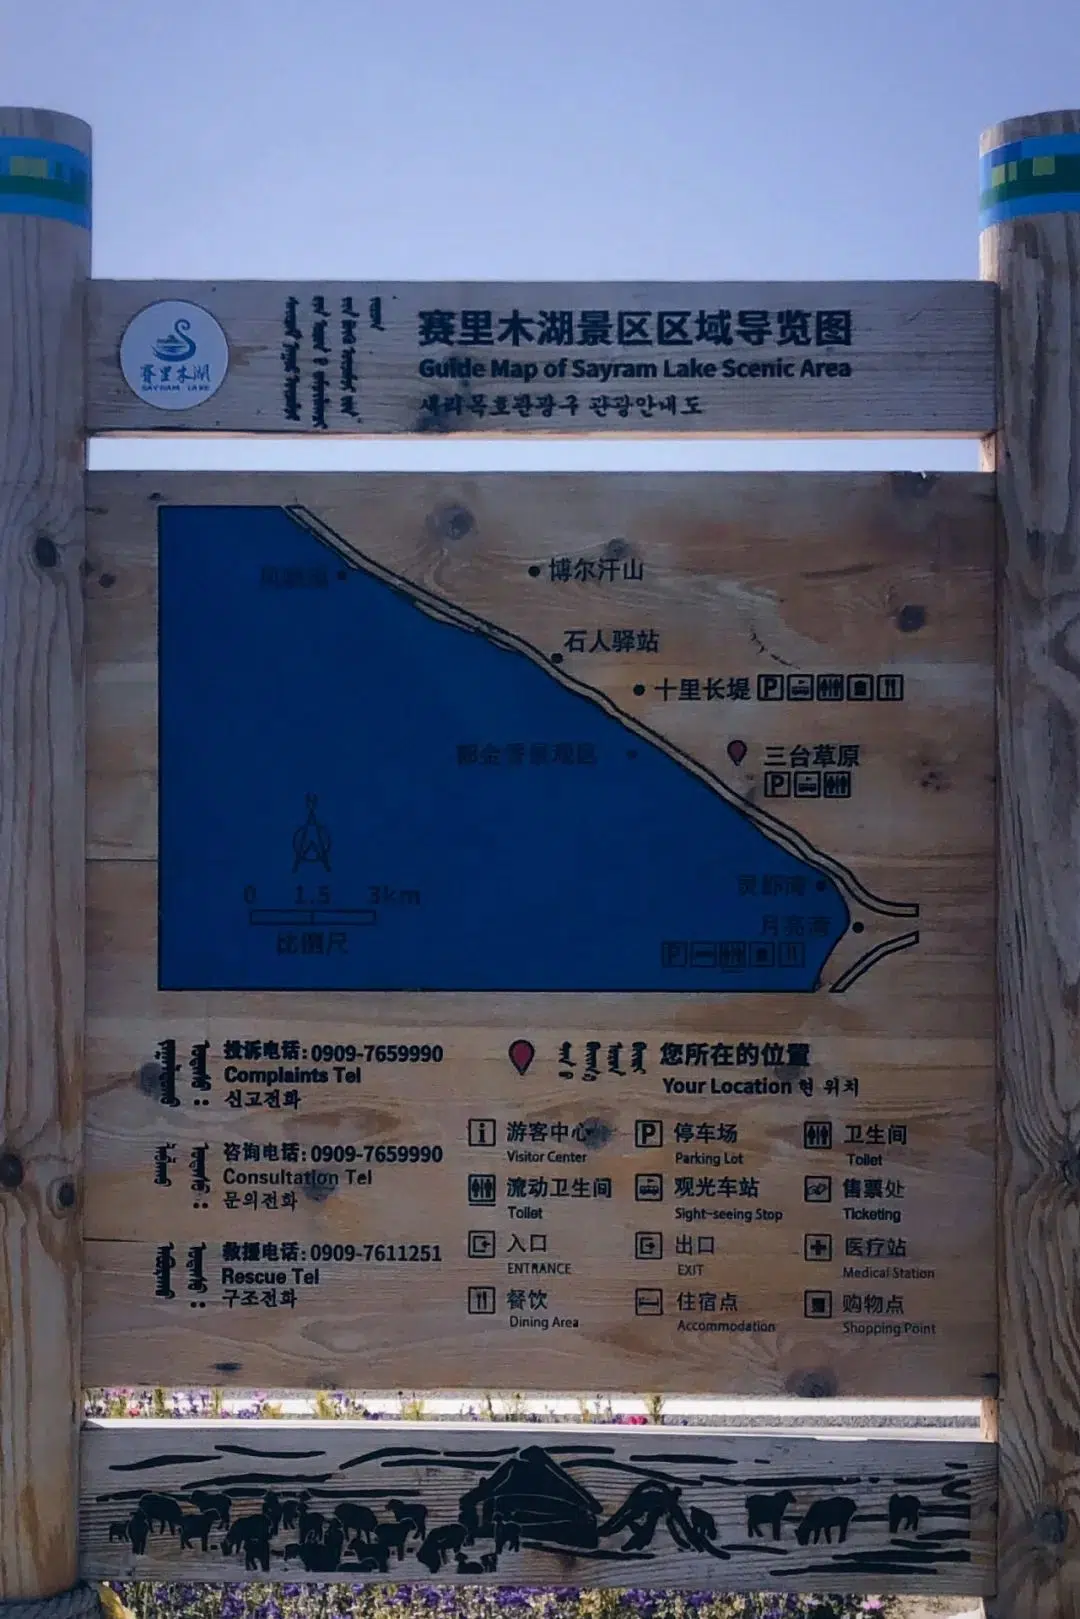 赛里木湖
SAYRAM LAKE
赛里木湖景区区域导览图
Guide Map of Sayram Lake Scenic Area
새리목호관광구 관광안내도
博尔汗山
石人驿站
十里长堤 P
三台草原
P
N
0 1.5 3km
比例尺
月亮湾
P
投诉电话:0909-7659990
Complaints Tel
신고전화
咨询电话:0909-7659990
Consultation Tel
문의전화
救援电话:0909-7611251
Rescue Tel
구조전화
您所在的位置
Your Location 현 위치
游客中心
Visitor Center
P 停车场
Parking Lot
卫生间
Toilet
流动卫生间
Toilet
观光车站
Sight-seeing Stop
售票处
Ticketing
入口
ENTRANCE
出口
EXIT
医疗站
Medical Station
餐饮
Dining Area
住宿点
Accommodation
购物点
Shopping Point